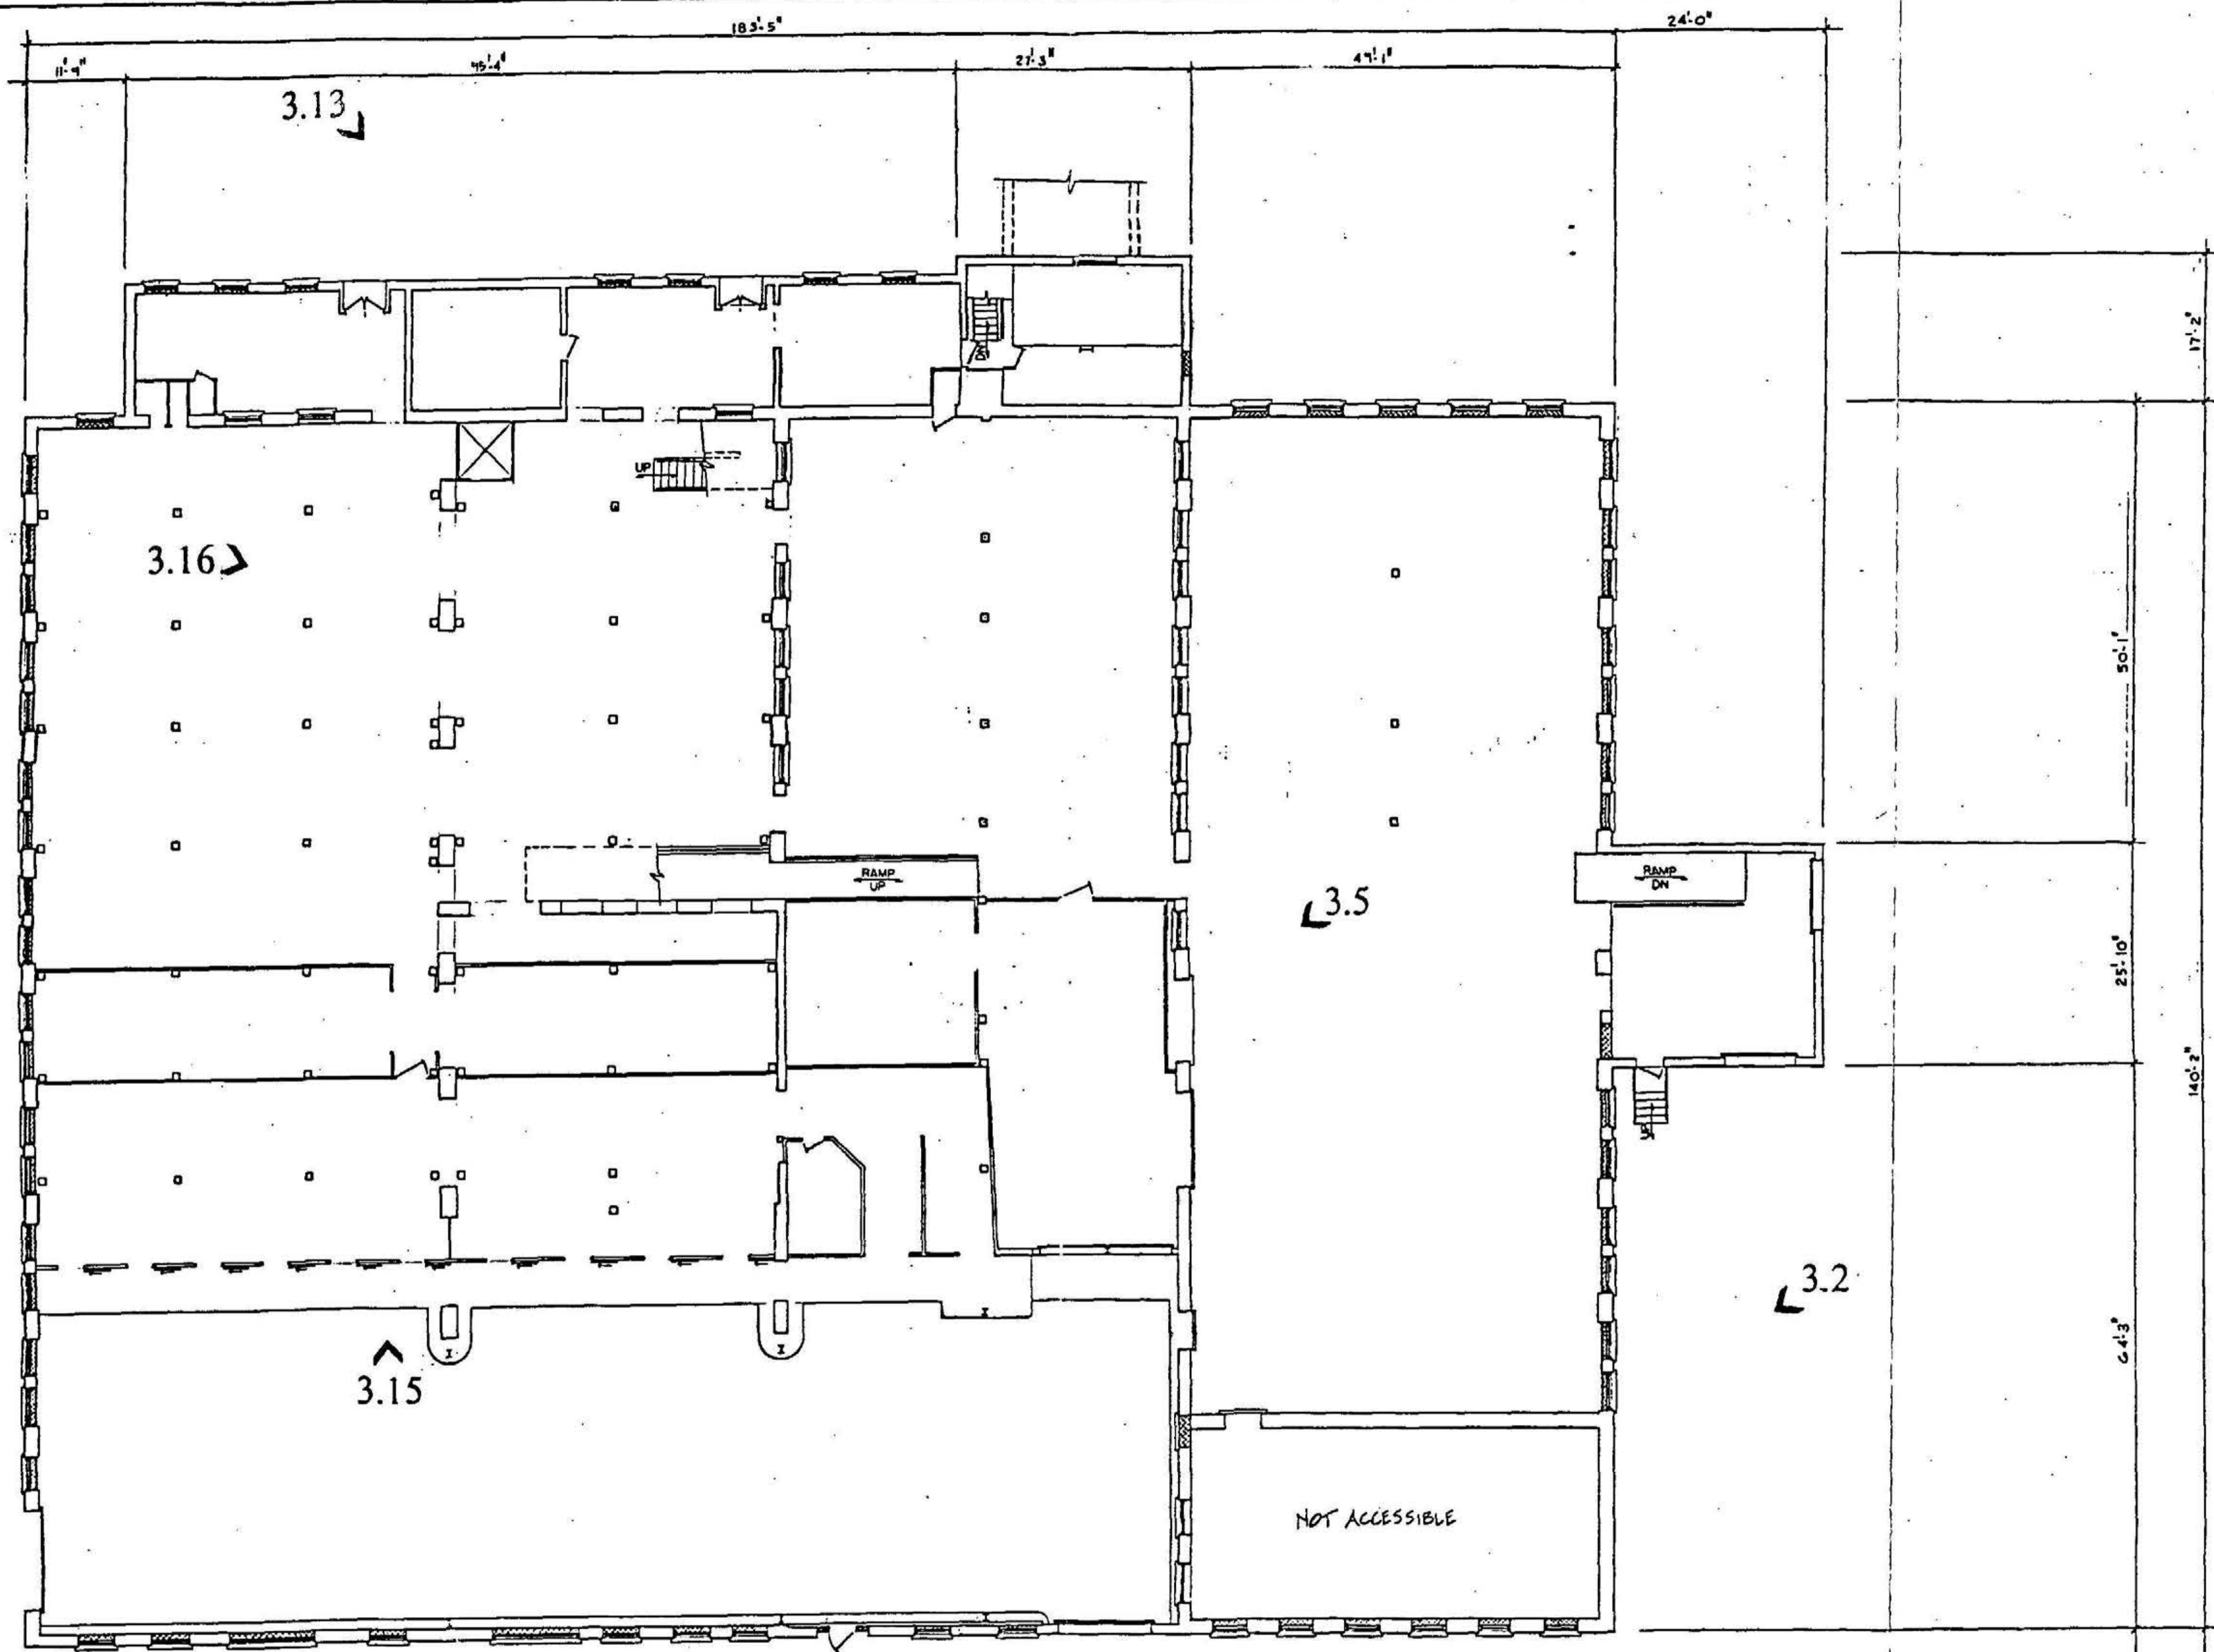 183'-5"
24'-0"
11'-9"
95'-4"
27'-3"
49'-1"
3.13
17'-2"
DN
UP
3.16
50'-1"
RAMP
UP
RAMP
DN
3.5
25'-10"
140'-2"
UP
3.2
64'-3"
3.15
NOT ACCESSIBLE